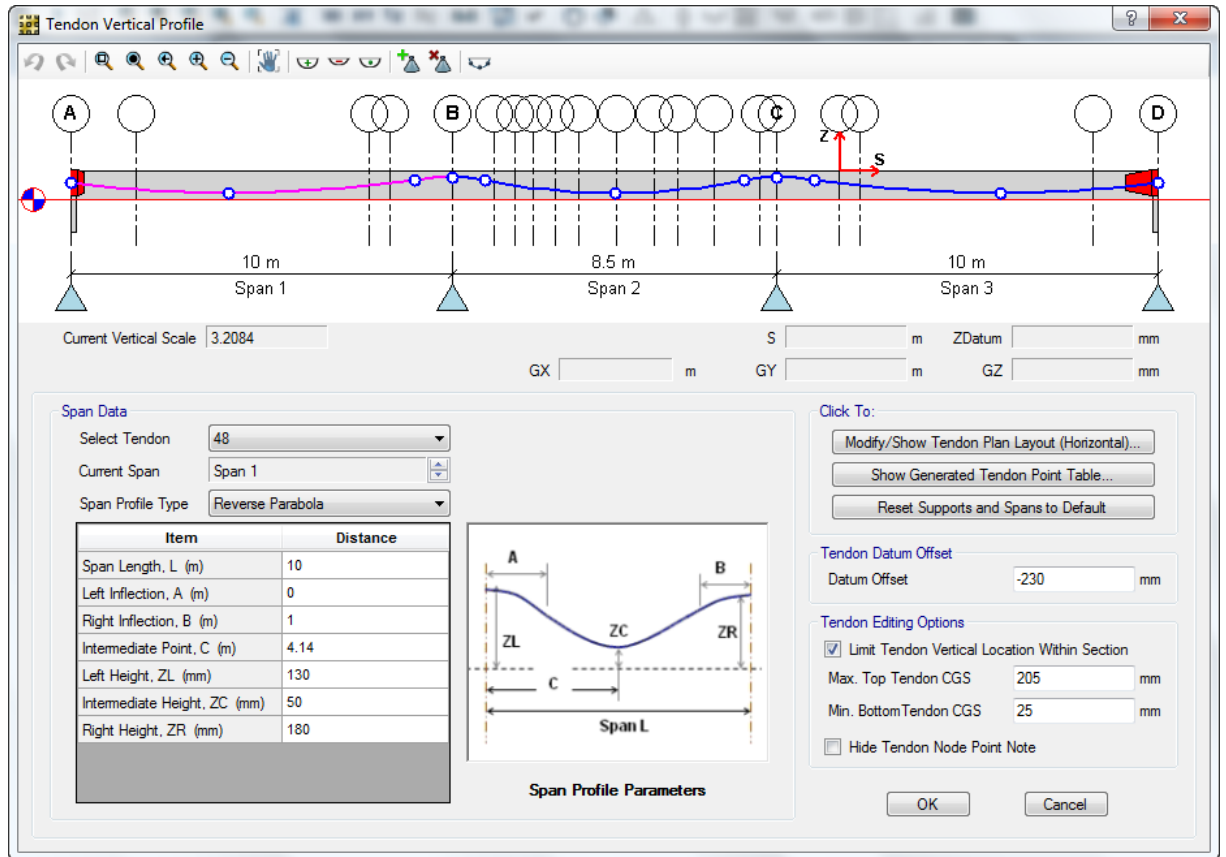 Tendon Vertical Profile
A B C D
Z
S
10 m 8.5 m 10 m
Span 1 Span 2 Span 3
Current Vertical Scale 3.2084 S m ZDatum mm
GX m GY m GZ mm
Span Data
Select Tendon 48
Current Span Span 1
Span Profile Type Reverse Parabola
Item Distance
Span Length, L (m) 10
Left Inflection, A (m) 0
Right Inflection, B (m) 1
Intermediate Point, C (m) 4.14
Left Height, ZL (mm) 130
Intermediate Height, ZC (mm) 50
Right Height, ZR (mm) 180
A
B
ZL ZC ZR
C
Span L
Span Profile Parameters
Click To:
Modify/Show Tendon Plan Layout (Horizontal)...
Show Generated Tendon Point Table...
Reset Supports and Spans to Default
Tendon Datum Offset
Datum Offset -230 mm
Tendon Editing Options
Limit Tendon Vertical Location Within Section
Max. Top Tendon CGS 205 mm
Min. BottomTendon CGS 25 mm
Hide Tendon Node Point Note
OK Cancel